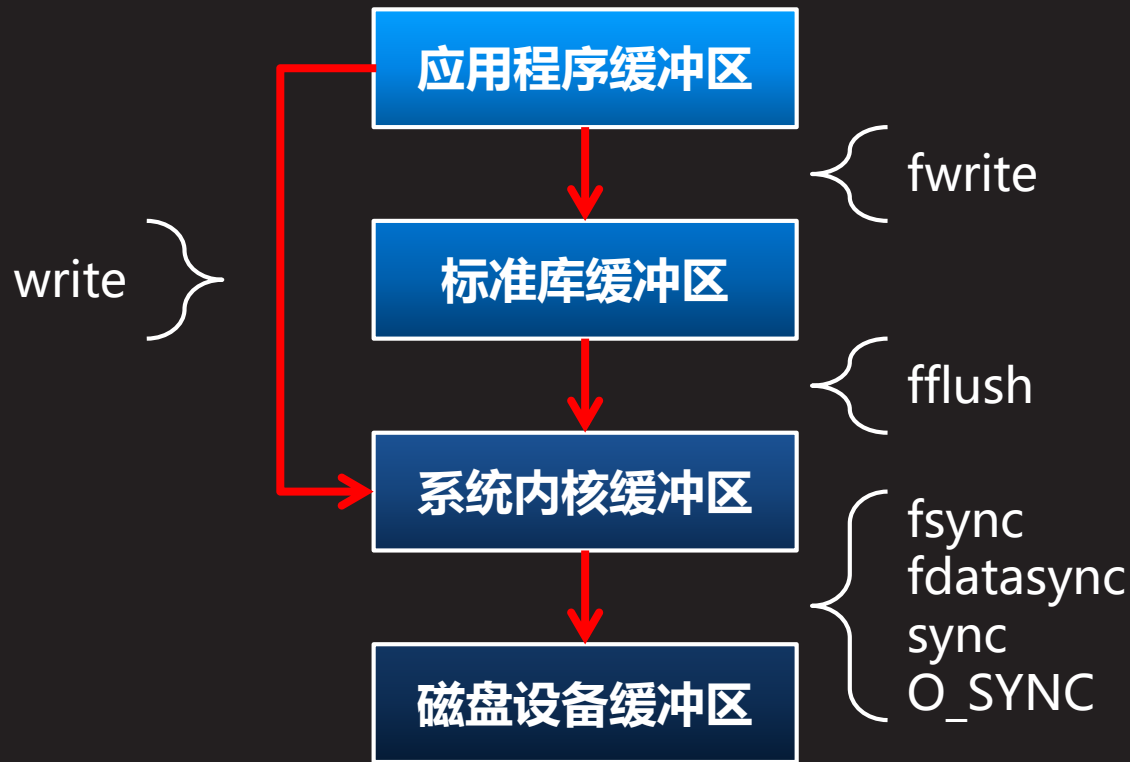 应用程序缓冲区
fwrite
write
标准库缓冲区
fflush
系统内核缓冲区
fsync
fdatasync
sync
O_SYNC
磁盘设备缓冲区